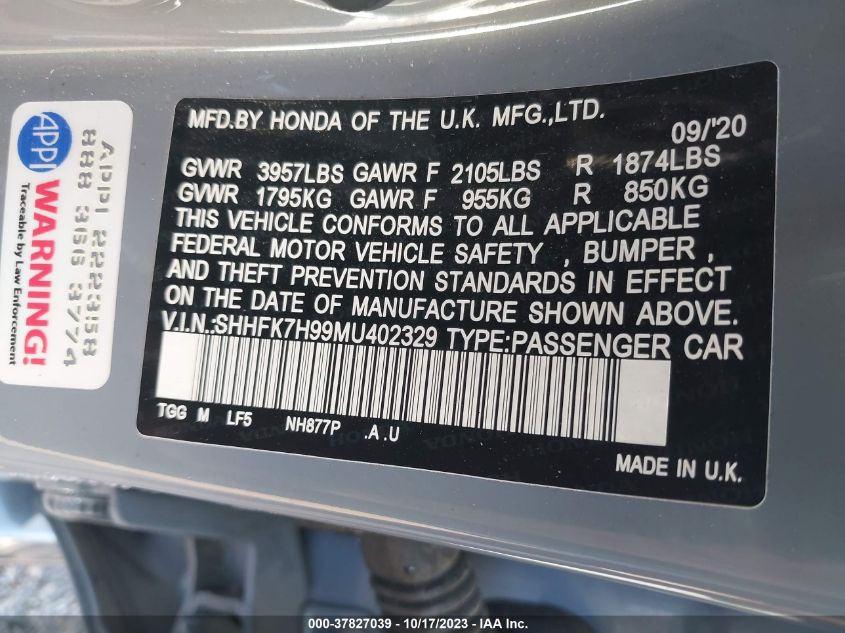 APPI
Traceable by Law Enforcement
WARNING!
APPI 2223158
888 366 3774
MFD.BY HONDA OF THE U.K. MFG.,LTD.
09/'20
GVWR 3957LBS GAWR F 2105LBS R 1874LBS
GVWR 1795KG GAWR F 955KG R 850KG
THIS VEHICLE CONFORMS TO ALL APPLICABLE
FEDERAL MOTOR VEHICLE SAFETY , BUMPER ,
AND THEFT PREVENTION STANDARDS IN EFFECT
ON THE DATE OF MANUFACTURE SHOWN ABOVE.
V.I.N.:SHHFK7H99MU402329 TYPE:PASSENGER CAR
TGG M LF5 NH877P .A .U
MADE IN U.K.
000-37827039 - 10/17/2023 - IAA Inc.